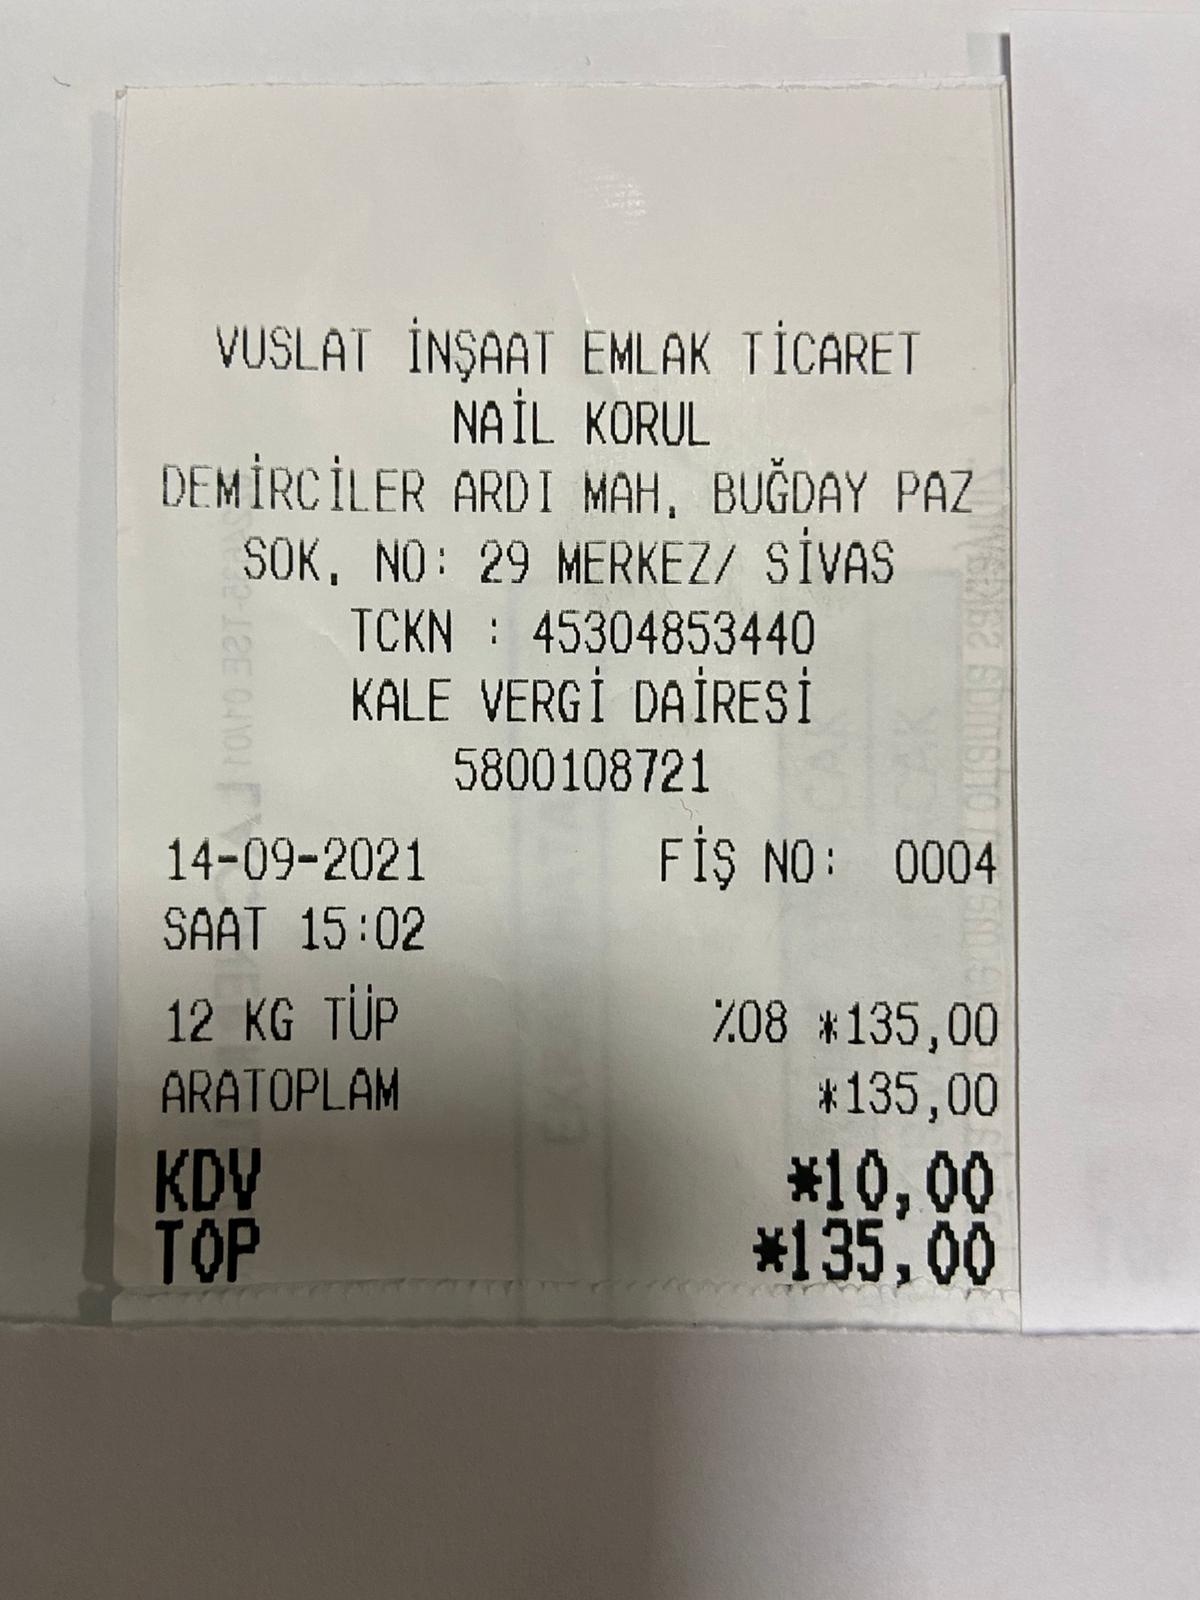 VUSLAT İNŞAAT EMLAK TİCARET
NAİL KORUL
DEMİRCİLER ARDI MAH. BUĞDAY PAZ
SOK. NO: 29 MERKEZ/ SİVAS
TCKN : 45304853440
KALE VERGİ DAİRESİ
5800108721
14-09-2021 FİŞ NO: 0004
SAAT 15:02
12 KG TÜP %08 *135,00
ARATOPLAM *135,00
KDV *10,00
TOP *135,00